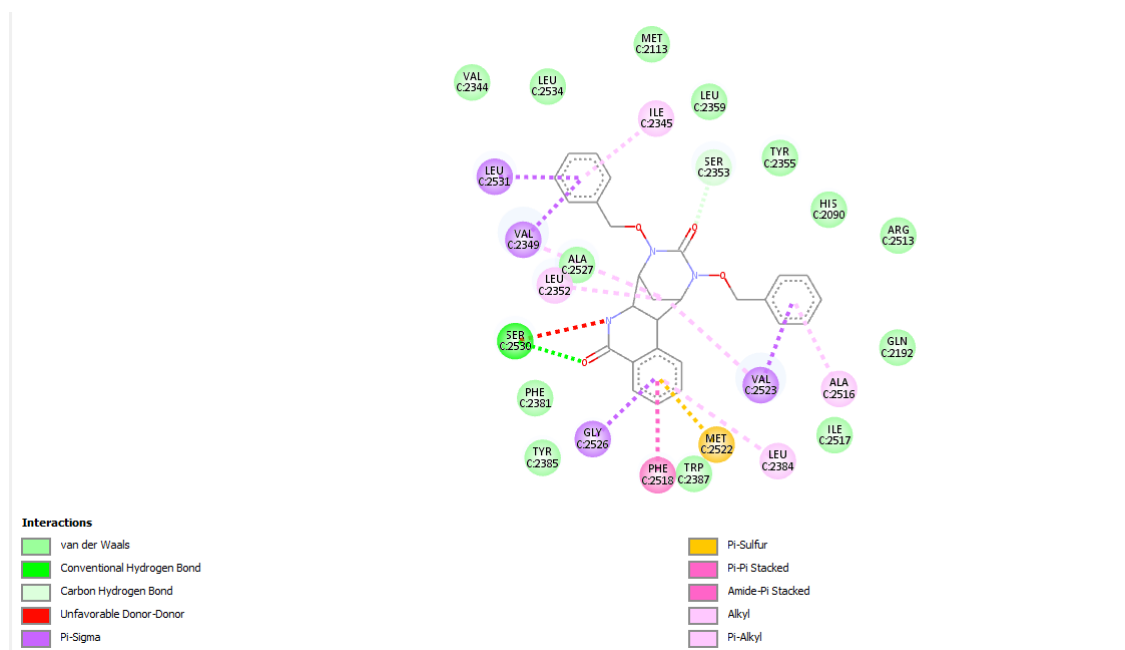 MET
C:2113
VAL
C:2344
LEU
C:2534
LEU
C:2359
ILE
C:2345
SER
C:2353
TYR
C:2355
LEU
C:2531
HIS
C:2090
ARG
C:2513
VAL
C:2349
O
O
ALA
C:2527
N
LEU
C:2352
N
O
N
SER
C:2530
GLN
C:2192
O
VAL
C:2523
ALA
C:2516
PHE
C:2381
GLY
C:2526
MET
C:2522
ILE
C:2517
TYR
C:2385
LEU
C:2384
PHE
C:2518
TRP
C:2387
Interactions
van der Waals
Conventional Hydrogen Bond
Carbon Hydrogen Bond
Unfavorable Donor-Donor
Pi-Sigma
Pi-Sulfur
Pi-Pi Stacked
Amide-Pi Stacked
Alkyl
Pi-Alkyl